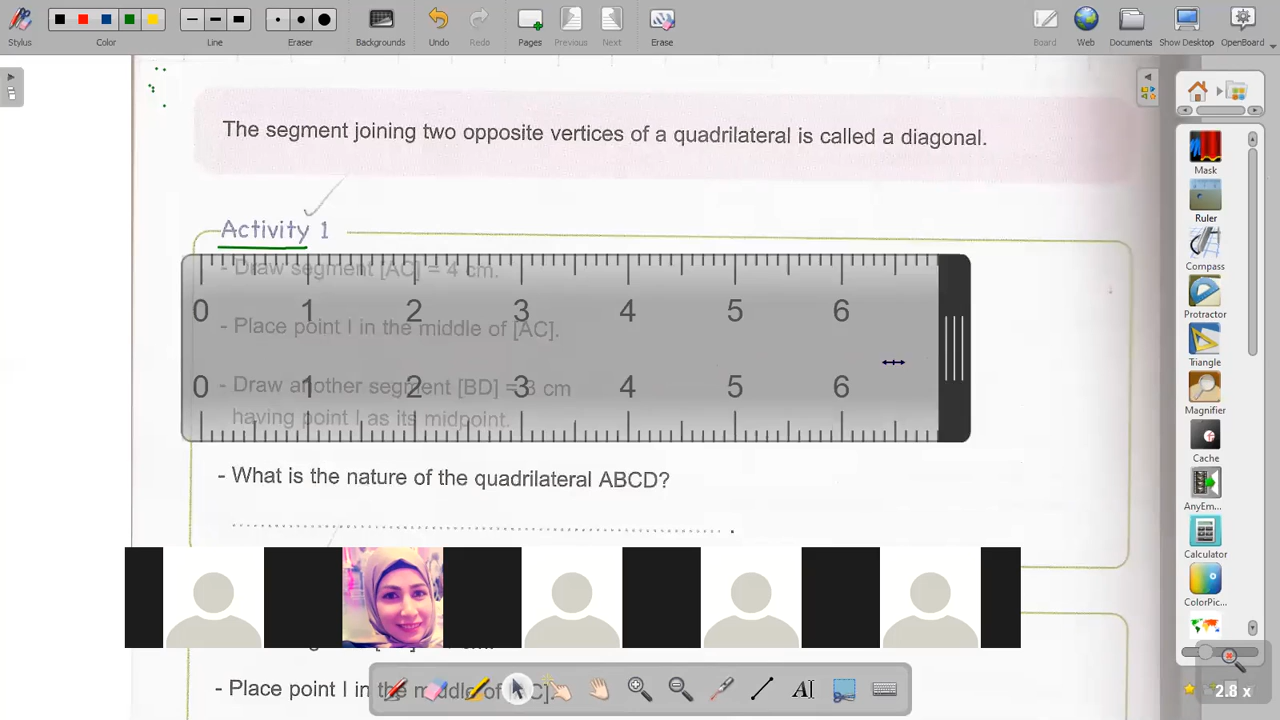 Stylus
Color
Line
Eraser
Backgrounds
Undo
Redo
Pages
Previous
Next
Erase
Board
Web
Documents
Show Desktop
OpenBoard
The segment joining two opposite vertices of a quadrilateral is called a diagonal.
Activity 1
- Draw segment [AC] = 4 cm.
0 1 2 3 4 5 6
- Place point I in the middle of [AC].
0 1 2 3 4 5 6
- Draw another segment [BD] = 3 cm
having point I as its midpoint.
- What is the nature of the quadrilateral ABCD?
- Place point I in the middle of [AC].
Mask
Ruler
Compass
Protractor
Triangle
Magnifier
Cache
AnyEm...
Calculator
ColorPic...
2.8 x